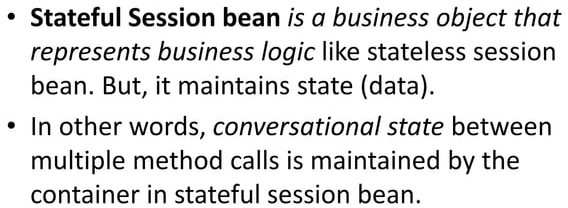 • Stateful Session bean is a business object that
represents business logic like stateless session
bean. But, it maintains state (data).
• In other words, conversational state between
multiple method calls is maintained by the
container in stateful session bean.